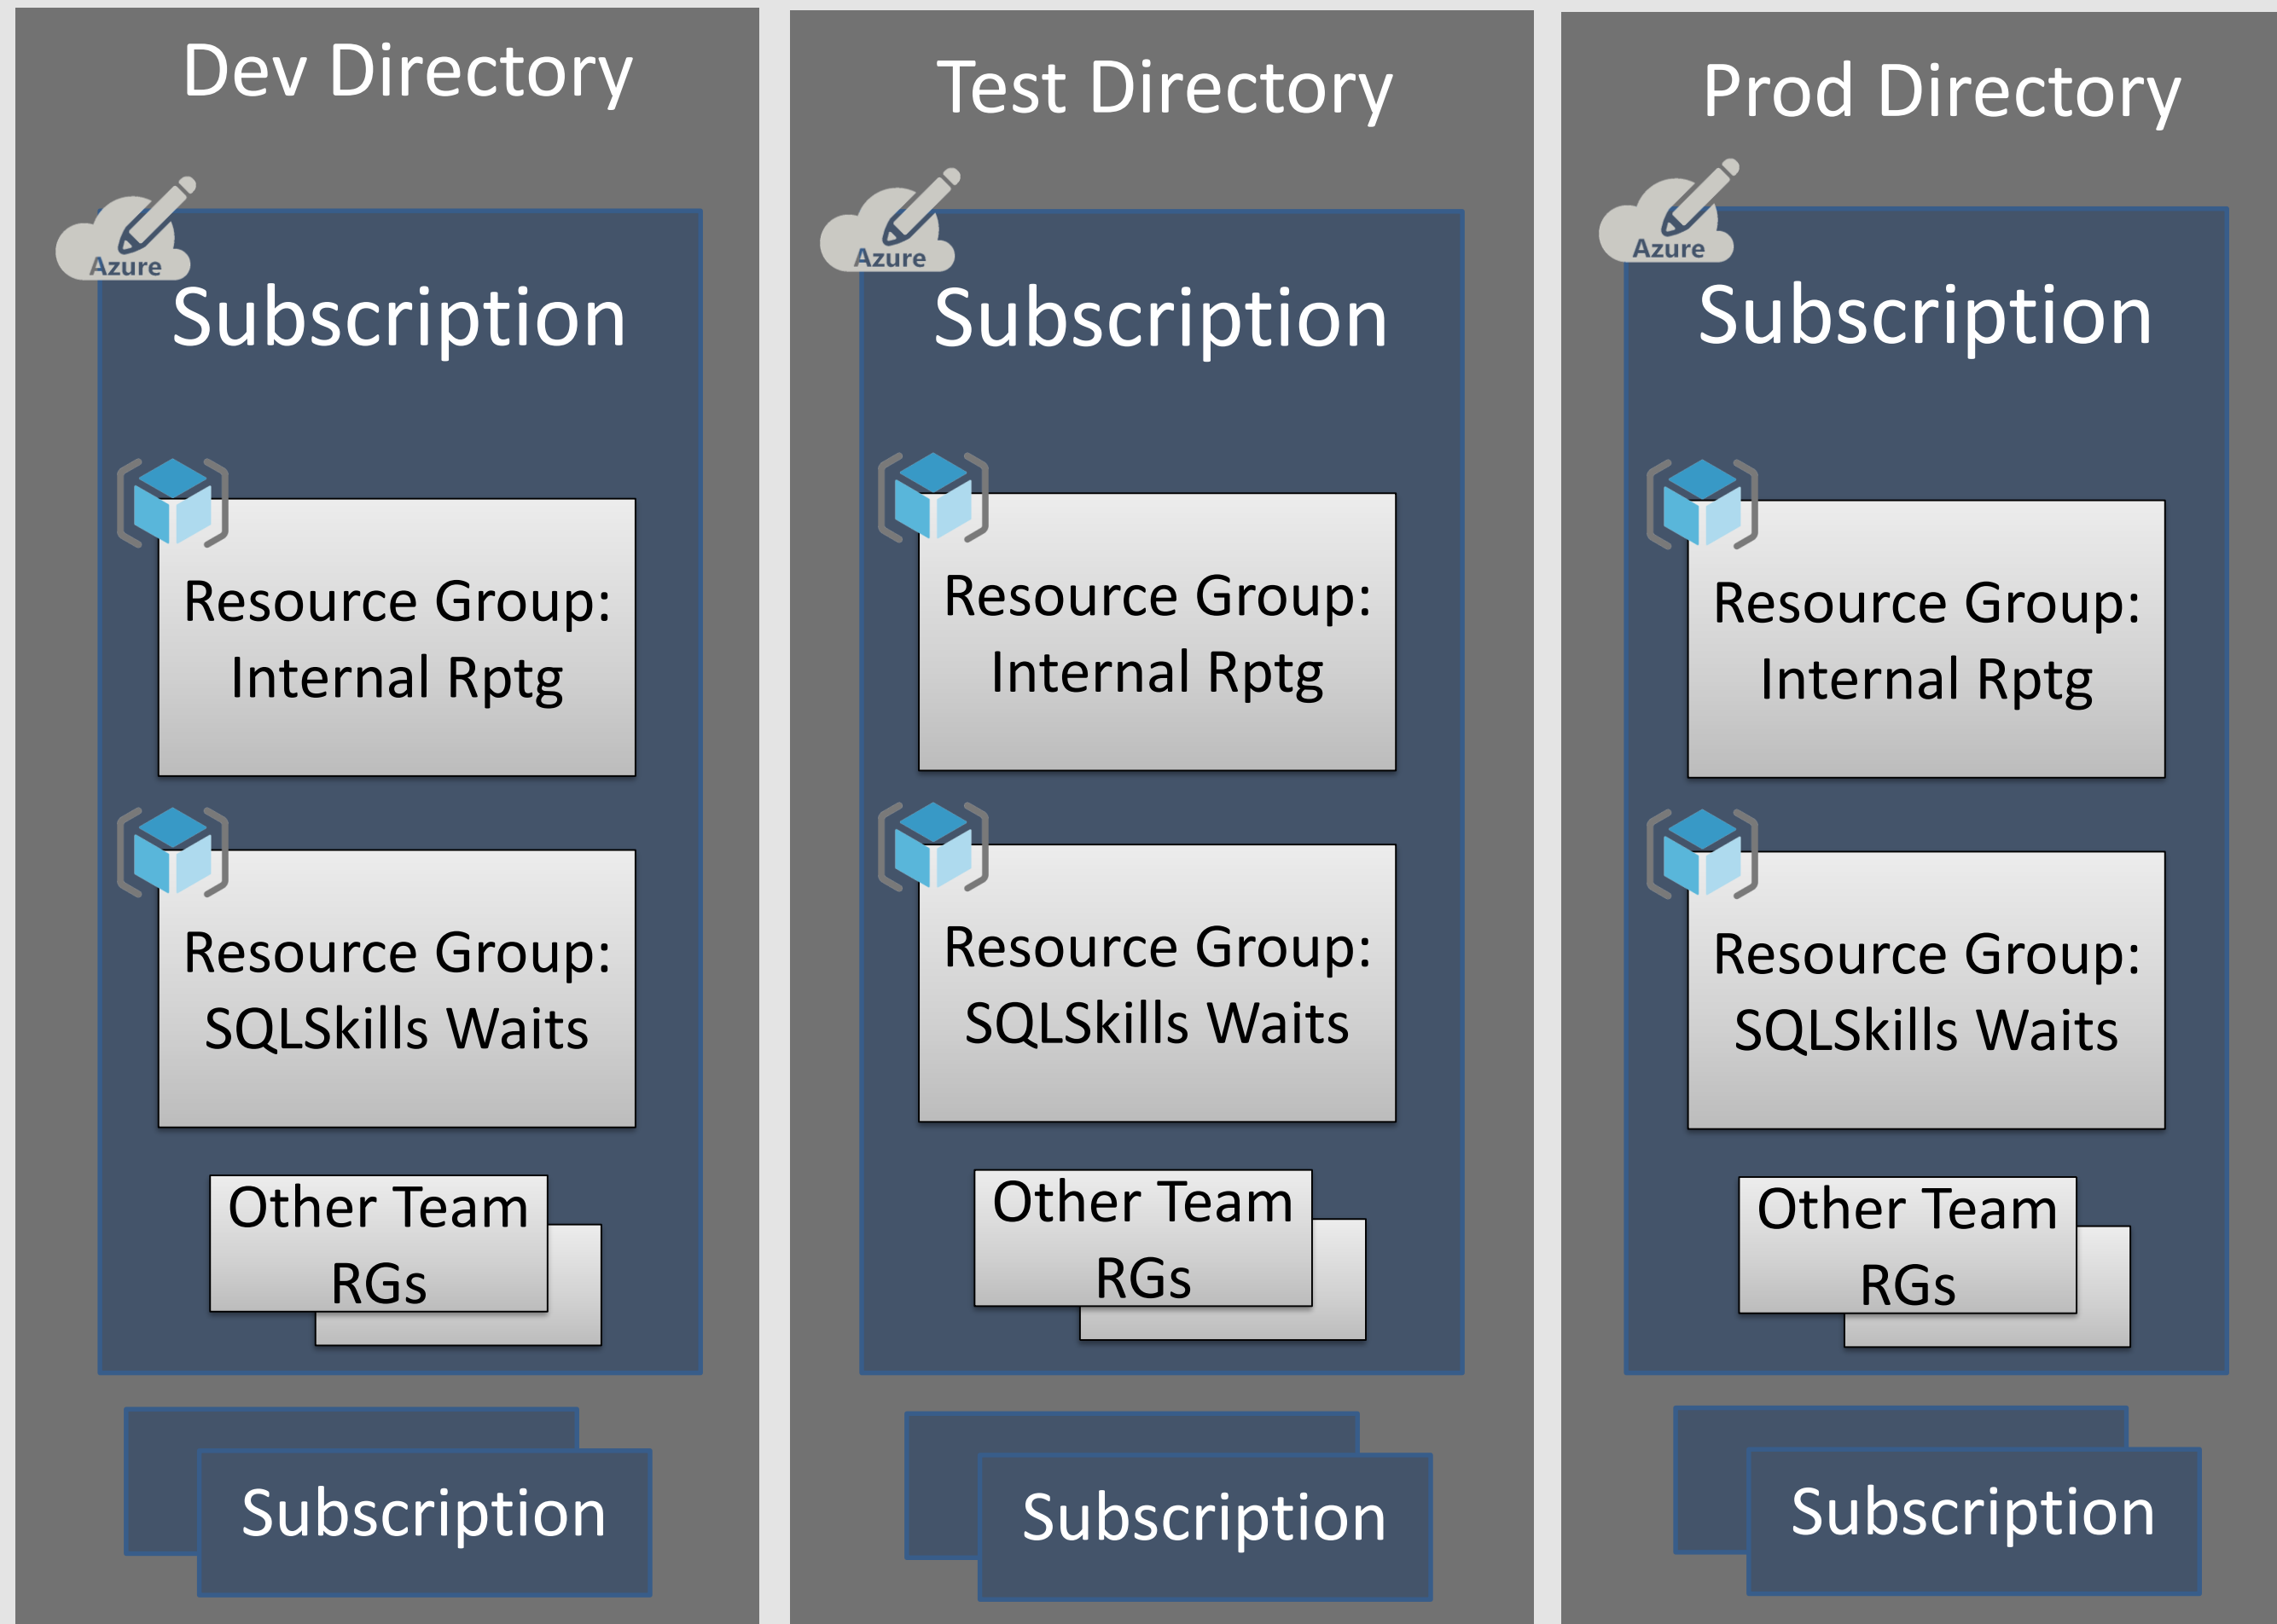 Dev Directory
Azure
Subscription
Resource Group:
Internal Rptg
Resource Group:
SQLSkills Waits
Other Team
RGs
Subscription
Test Directory
Azure
Subscription
Resource Group:
Internal Rptg
Resource Group:
SQLSkills Waits
Other Team
RGs
Subscription
Prod Directory
Azure
Subscription
Resource Group:
Internal Rptg
Resource Group:
SQLSkills Waits
Other Team
RGs
Subscription